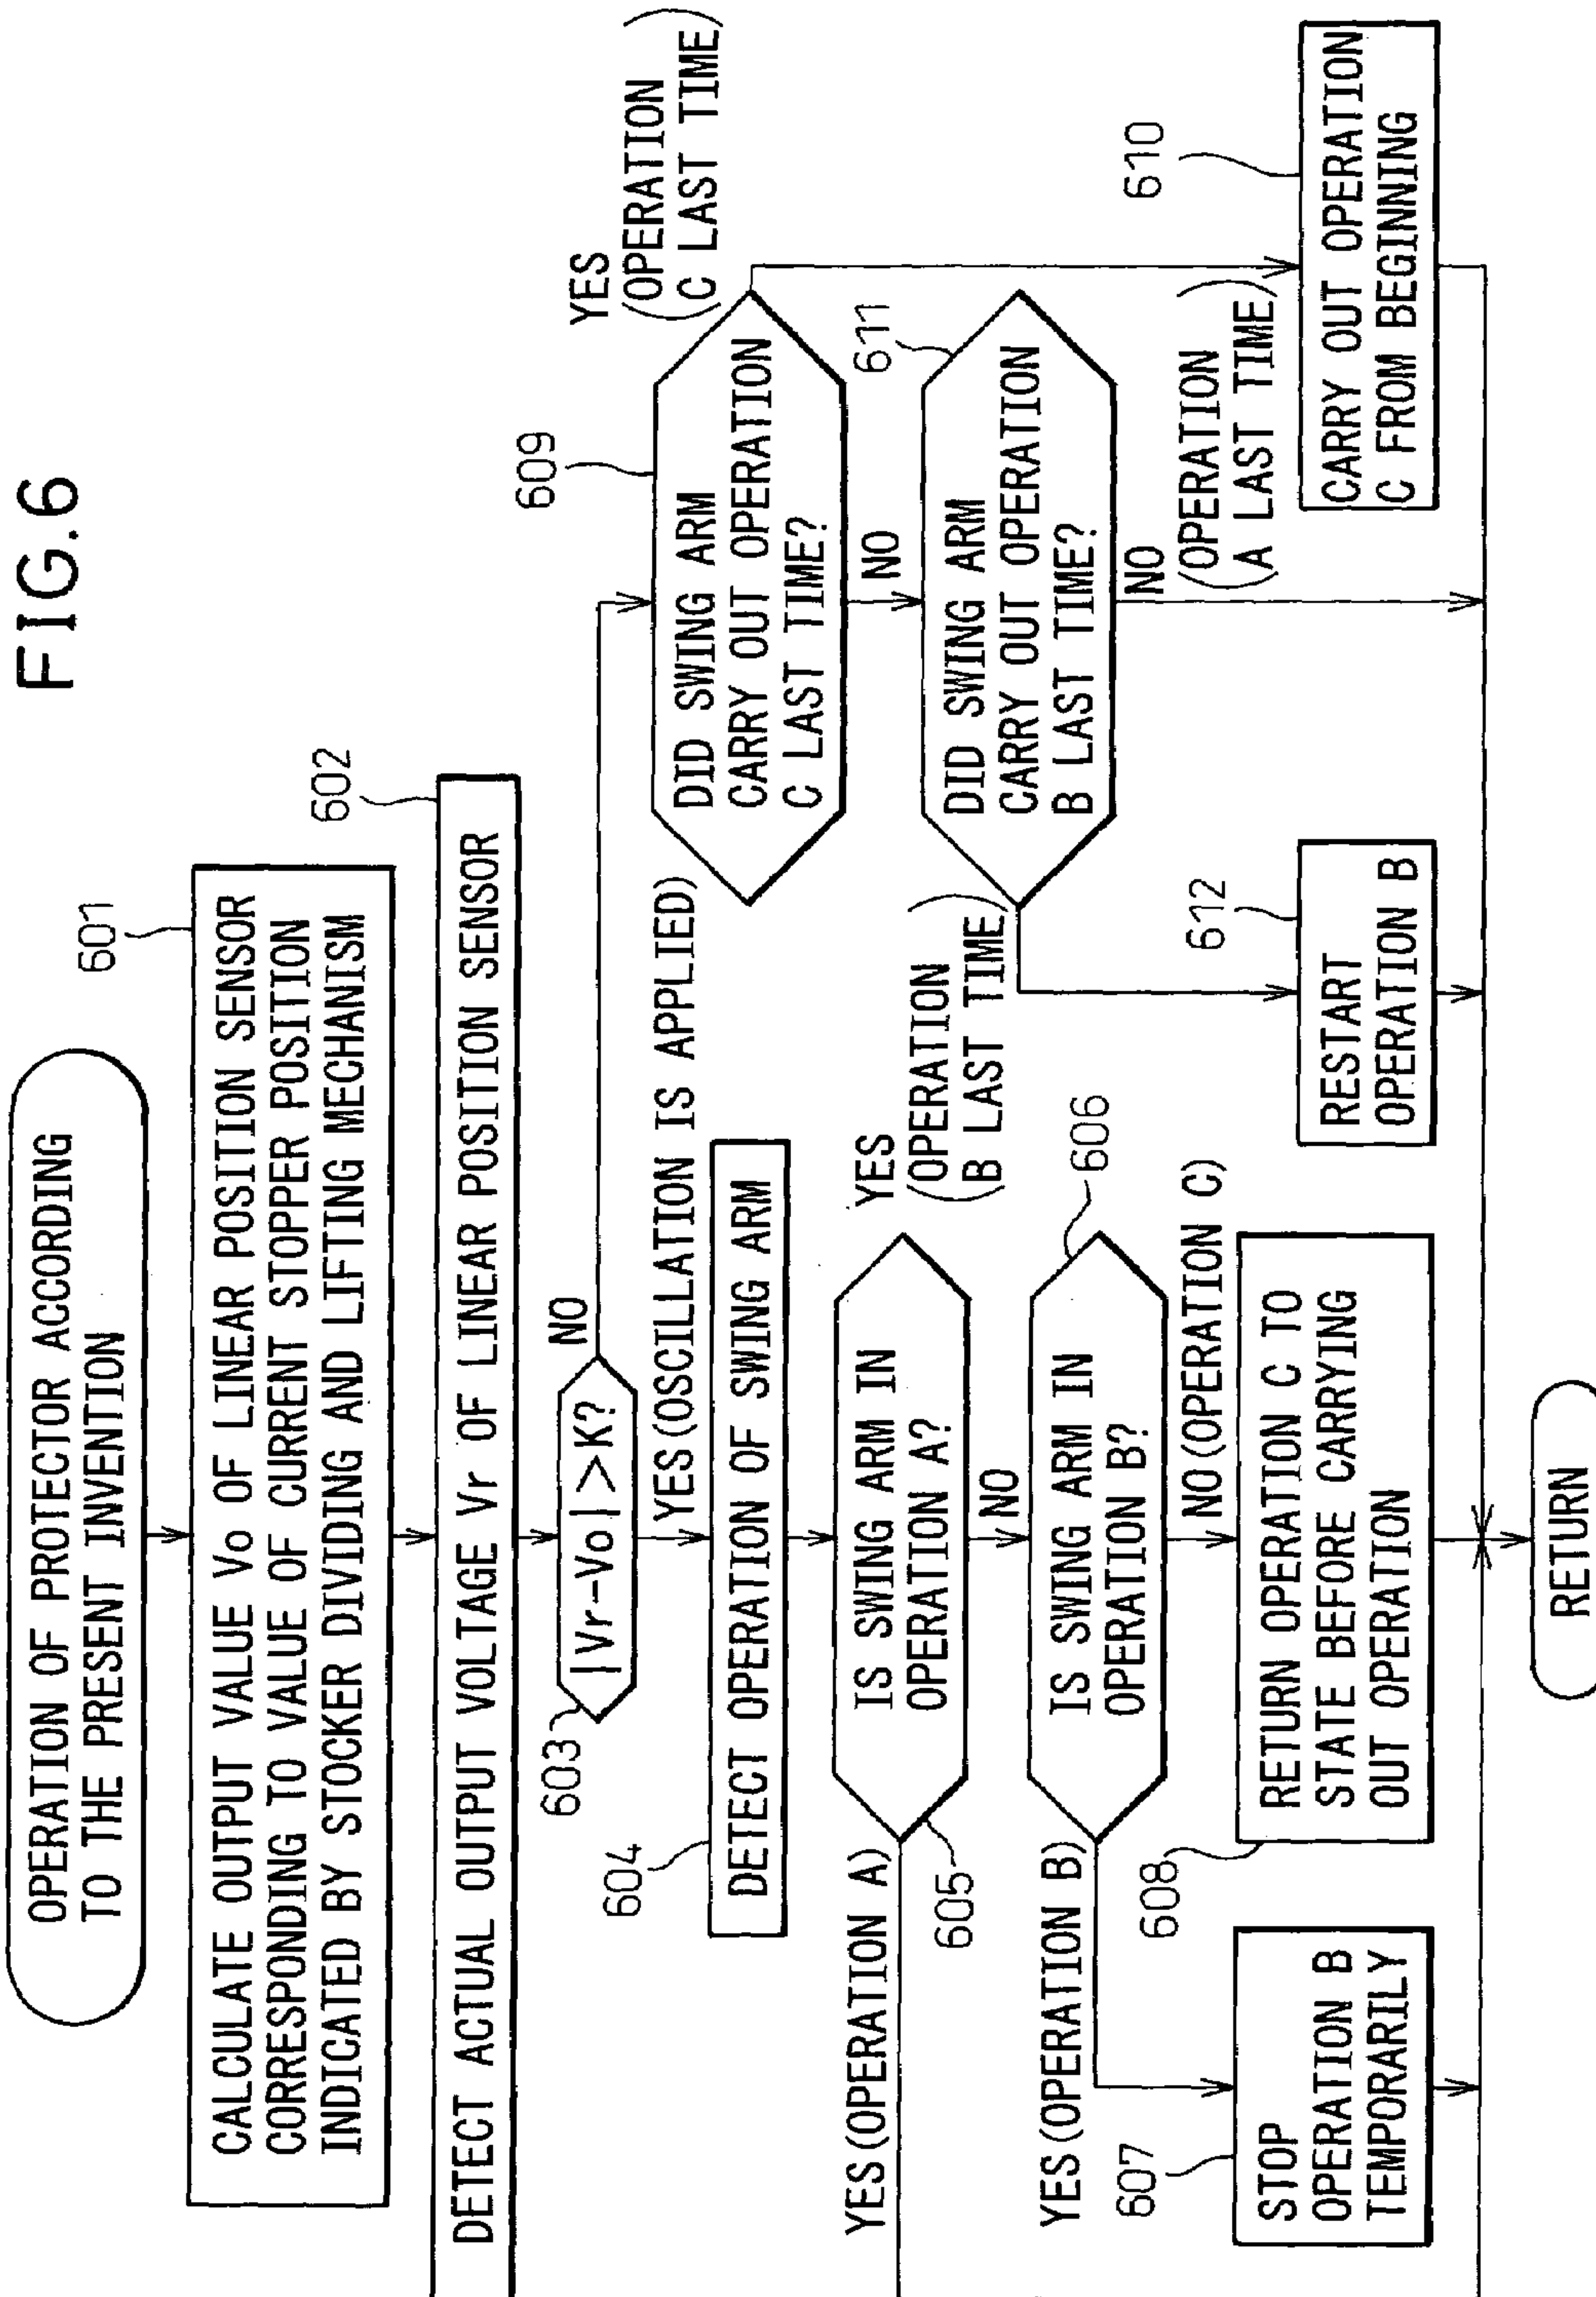 FIG.6
OPERATION OF PROTECTOR ACCORDING
TO THE PRESENT INVENTION
601
CALCULATE OUTPUT VALUE Vo OF LINEAR POSITION SENSOR
CORRESPONDING TO VALUE OF CURRENT STOPPER POSITION
INDICATED BY STOCKER DIVIDING AND LIFTING MECHANISM
602
DETECT ACTUAL OUTPUT VOLTAGE Vr OF LINEAR POSITION SENSOR
603
|Vr-Vo|>K?
NO
YES(OSCILLATION IS APPLIED)
604
DETECT OPERATION OF SWING ARM
605
IS SWING ARM IN
OPERATION A?
YES(OPERATION A)
NO
606
IS SWING ARM IN
OPERATION B?
YES(OPERATION B)
NO(OPERATION C)
607
STOP
OPERATION B
TEMPORARILY
608
RETURN OPERATION C TO
STATE BEFORE CARRYING
OUT OPERATION
609
DID SWING ARM
CARRY OUT OPERATION
C LAST TIME?
YES
(OPERATION
C LAST TIME)
NO
611
DID SWING ARM
CARRY OUT OPERATION
B LAST TIME?
YES
(OPERATION
B LAST TIME)
NO
(OPERATION
A LAST TIME)
612
RESTART
OPERATION B
610
CARRY OUT OPERATION
C FROM BEGINNING
RETURN